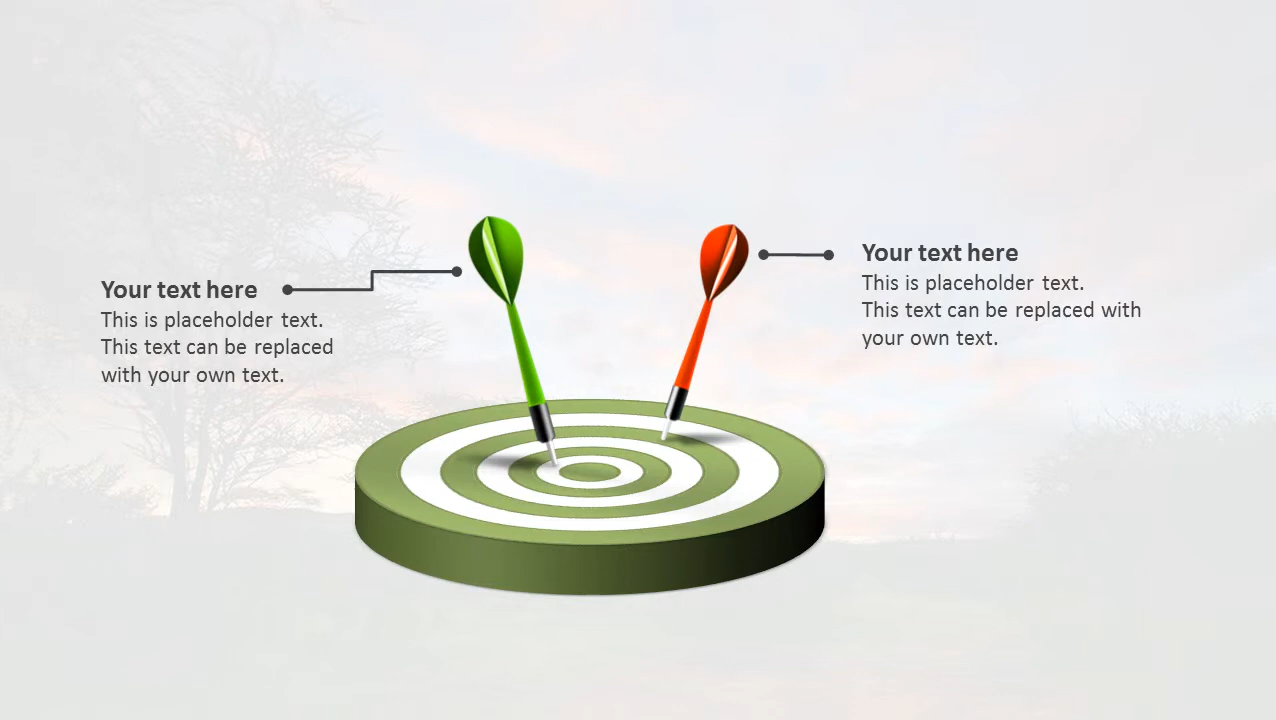 Your text here
This is placeholder text.
This text can be replaced
with your own text.
Your text here
This is placeholder text.
This text can be replaced with
your own text.